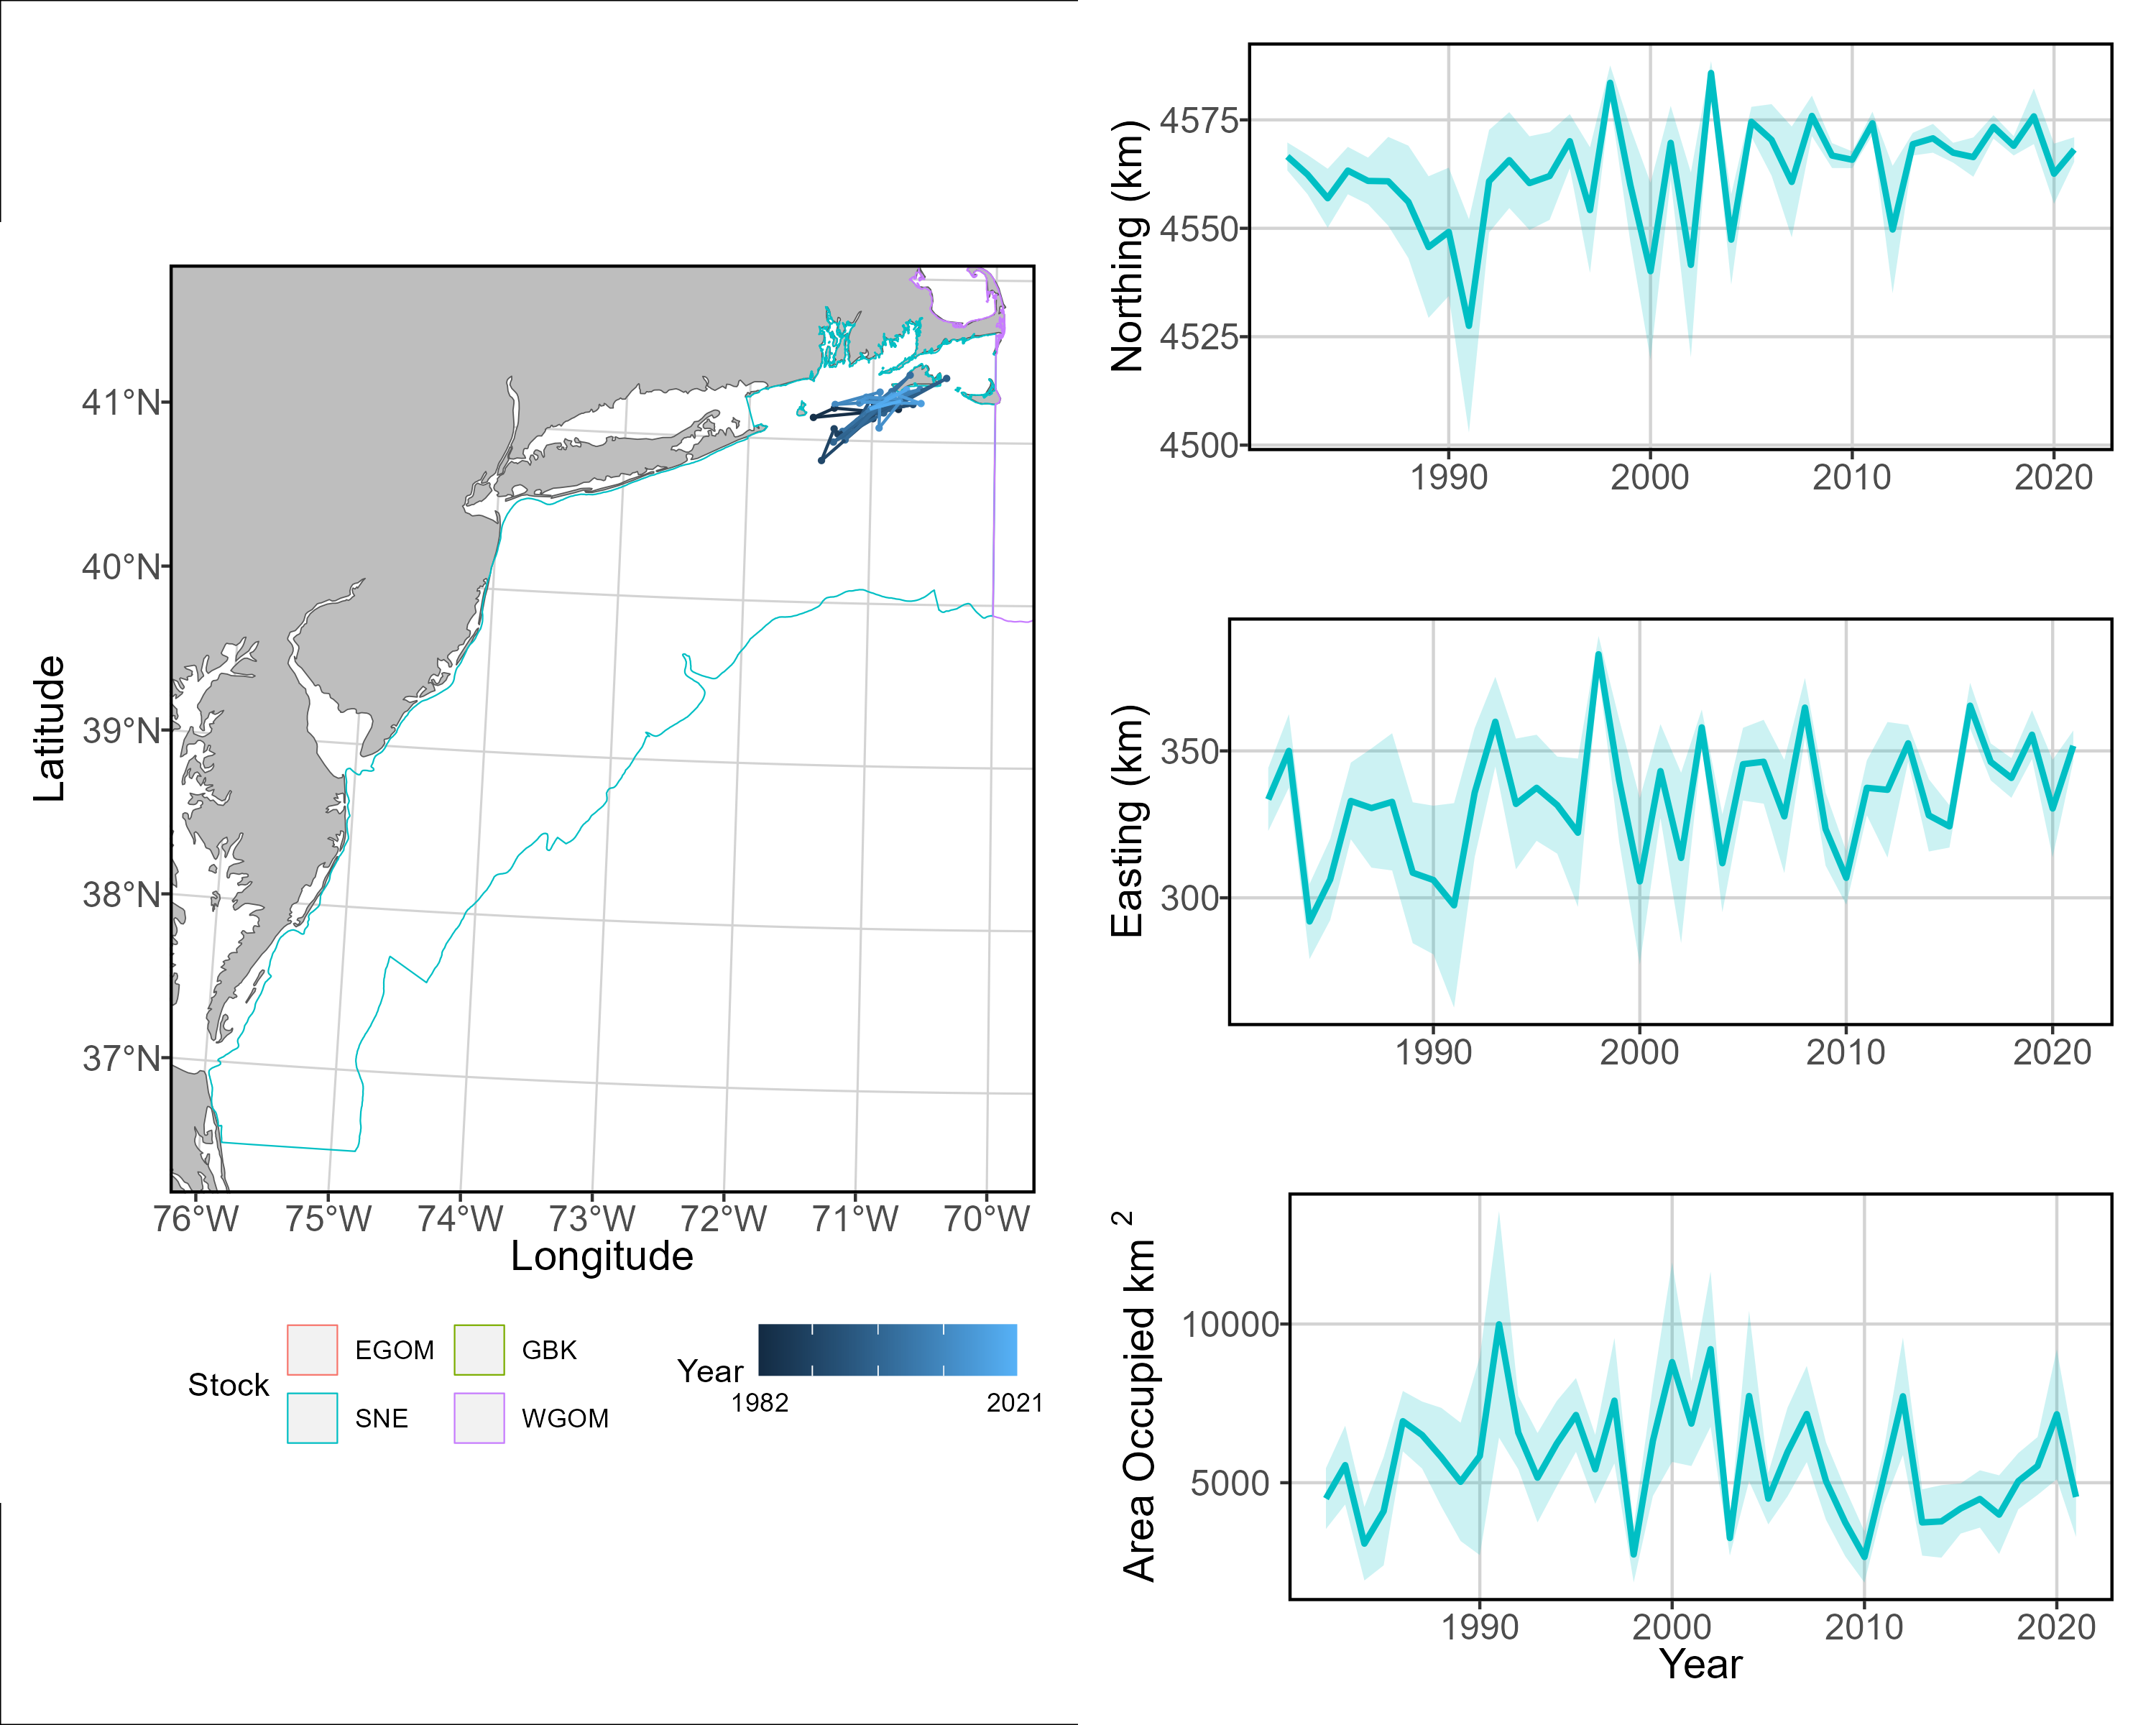 Latitude
41°N
40°N
39°N
38°N
37°N
76°W 75°W 74°W 73°W 72°W 71°W 70°W
Longitude
Stock
EGOM GBK
SNE WGOM
Year
1982 2021
Northing (km)
4575
4550
4525
4500
1990 2000 2010 2020
Easting (km)
350
300
1990 2000 2010 2020
Area Occupied km 2
10000
5000
1990 2000 2010 2020
Year